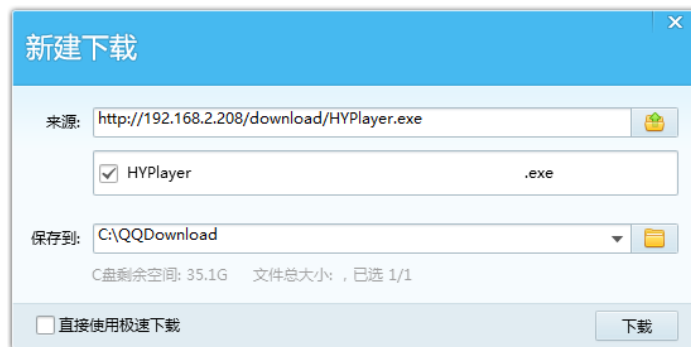 新建下载
来源: http://192.168.2.208/download/HYPlayer.exe
HYPlayer .exe
保存到: C:\QQDownload
C盘剩余空间: 35.1G 文件总大小: , 已选 1/1
直接使用极速下载 下载